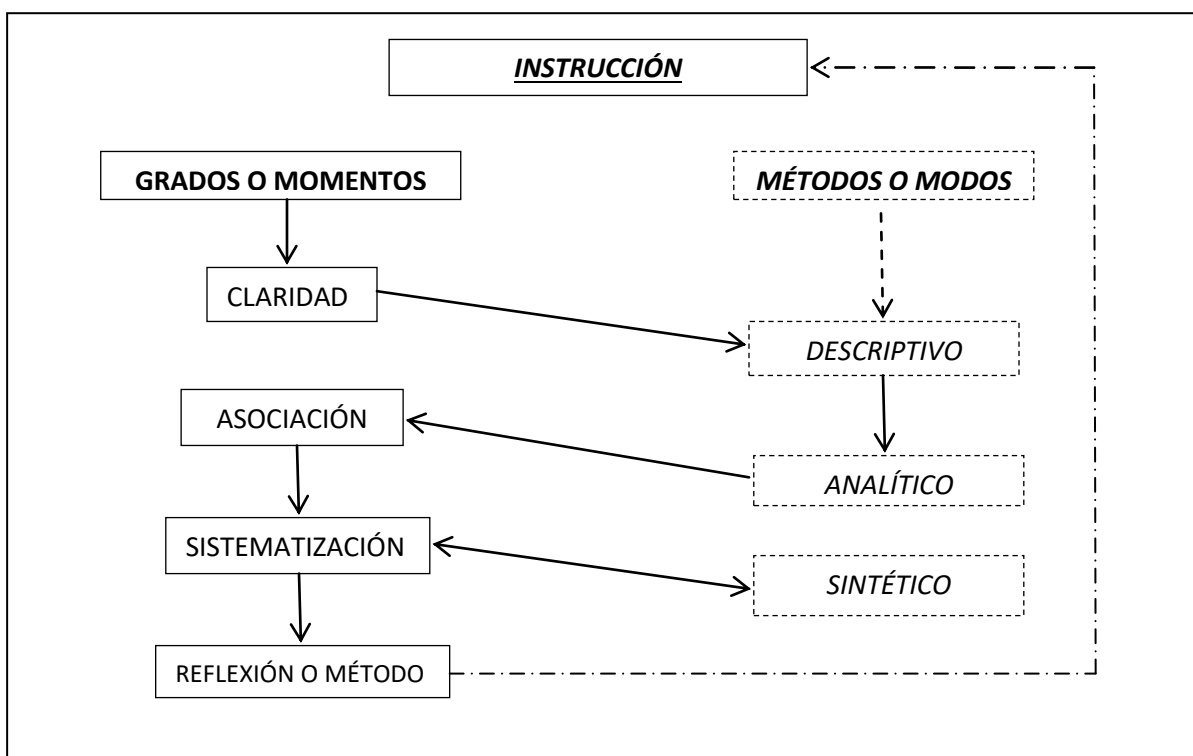 INSTRUCCIÓN
GRADOS O MOMENTOS
MÉTODOS O MODOS
CLARIDAD
DESCRIPTIVO
ASOCIACIÓN
ANALÍTICO
SISTEMATIZACIÓN
SINTÉTICO
REFLEXIÓN O MÉTODO